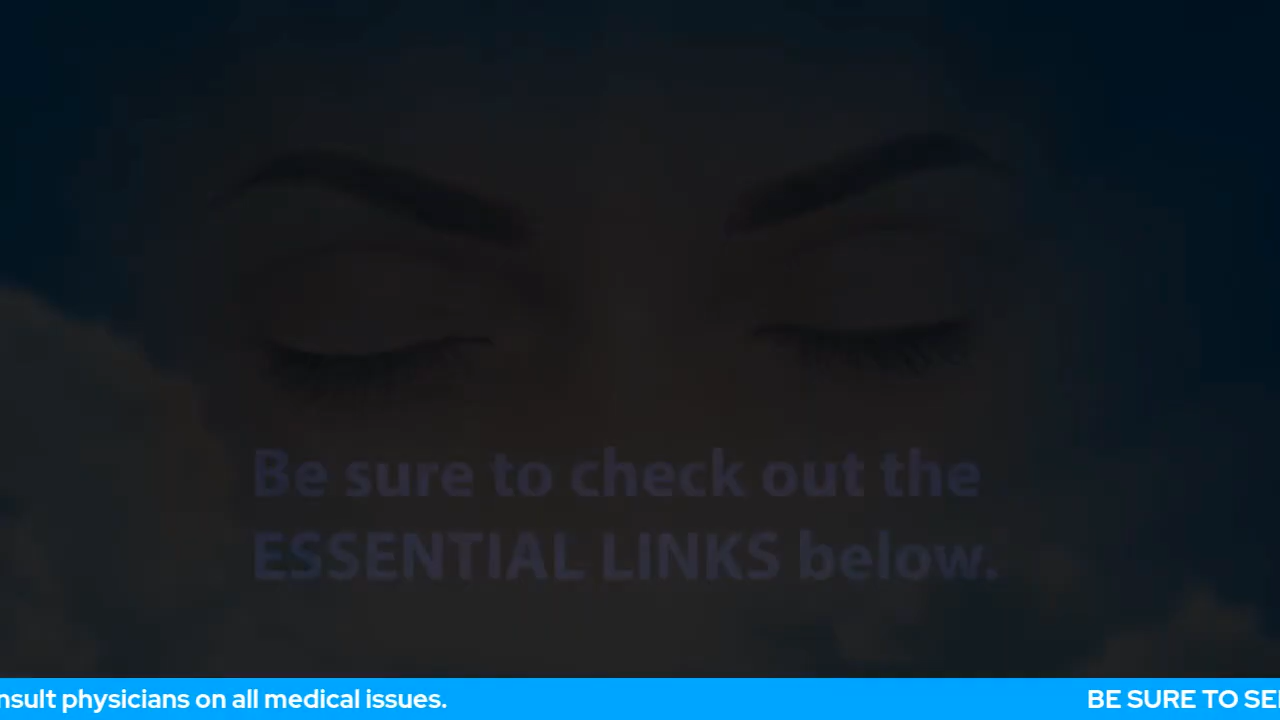 Be sure to check out the
ESSENTIAL LINKS below.
nsult physicians on all medical issues.
BE SURE TO SE